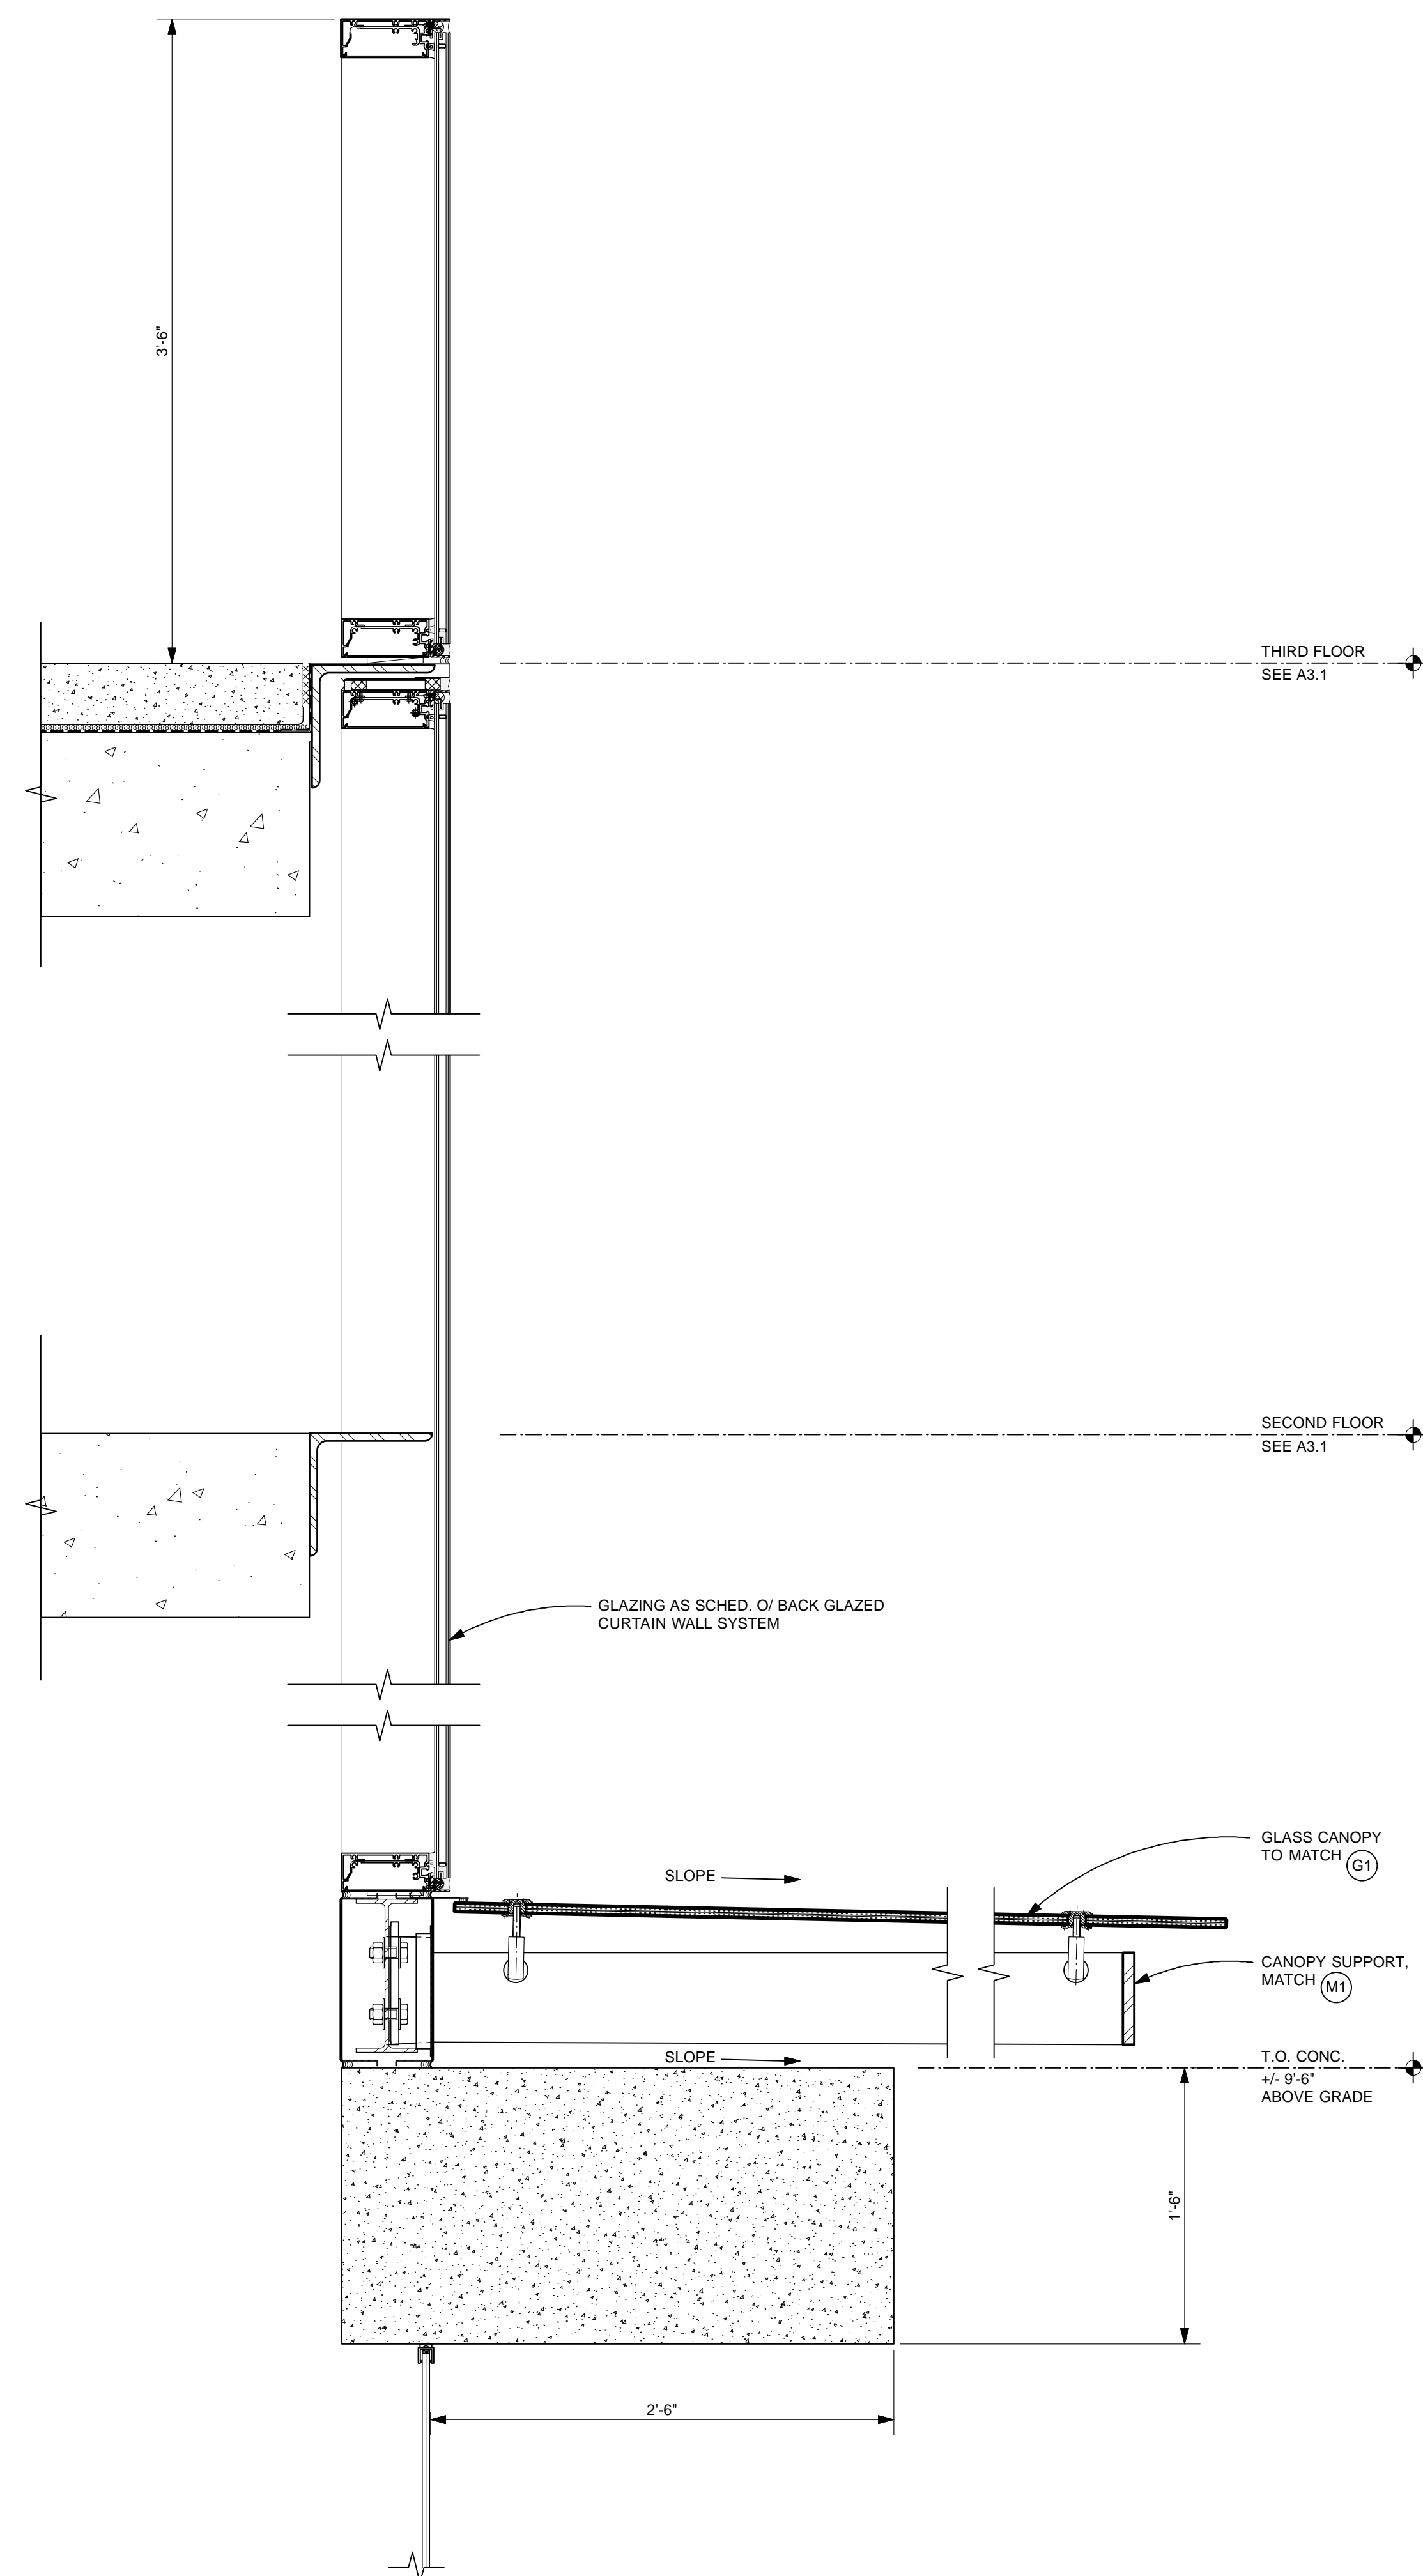 3'-6"
THIRD FLOOR
SEE A3.1
SECOND FLOOR
SEE A3.1
GLAZING AS SCHED. O/ BACK GLAZED
CURTAIN WALL SYSTEM
GLASS CANOPY
TO MATCH G1
SLOPE
CANOPY SUPPORT,
MATCH M1
SLOPE
T.O. CONC.
+/- 9'-6"
ABOVE GRADE
1'-6"
2'-6"